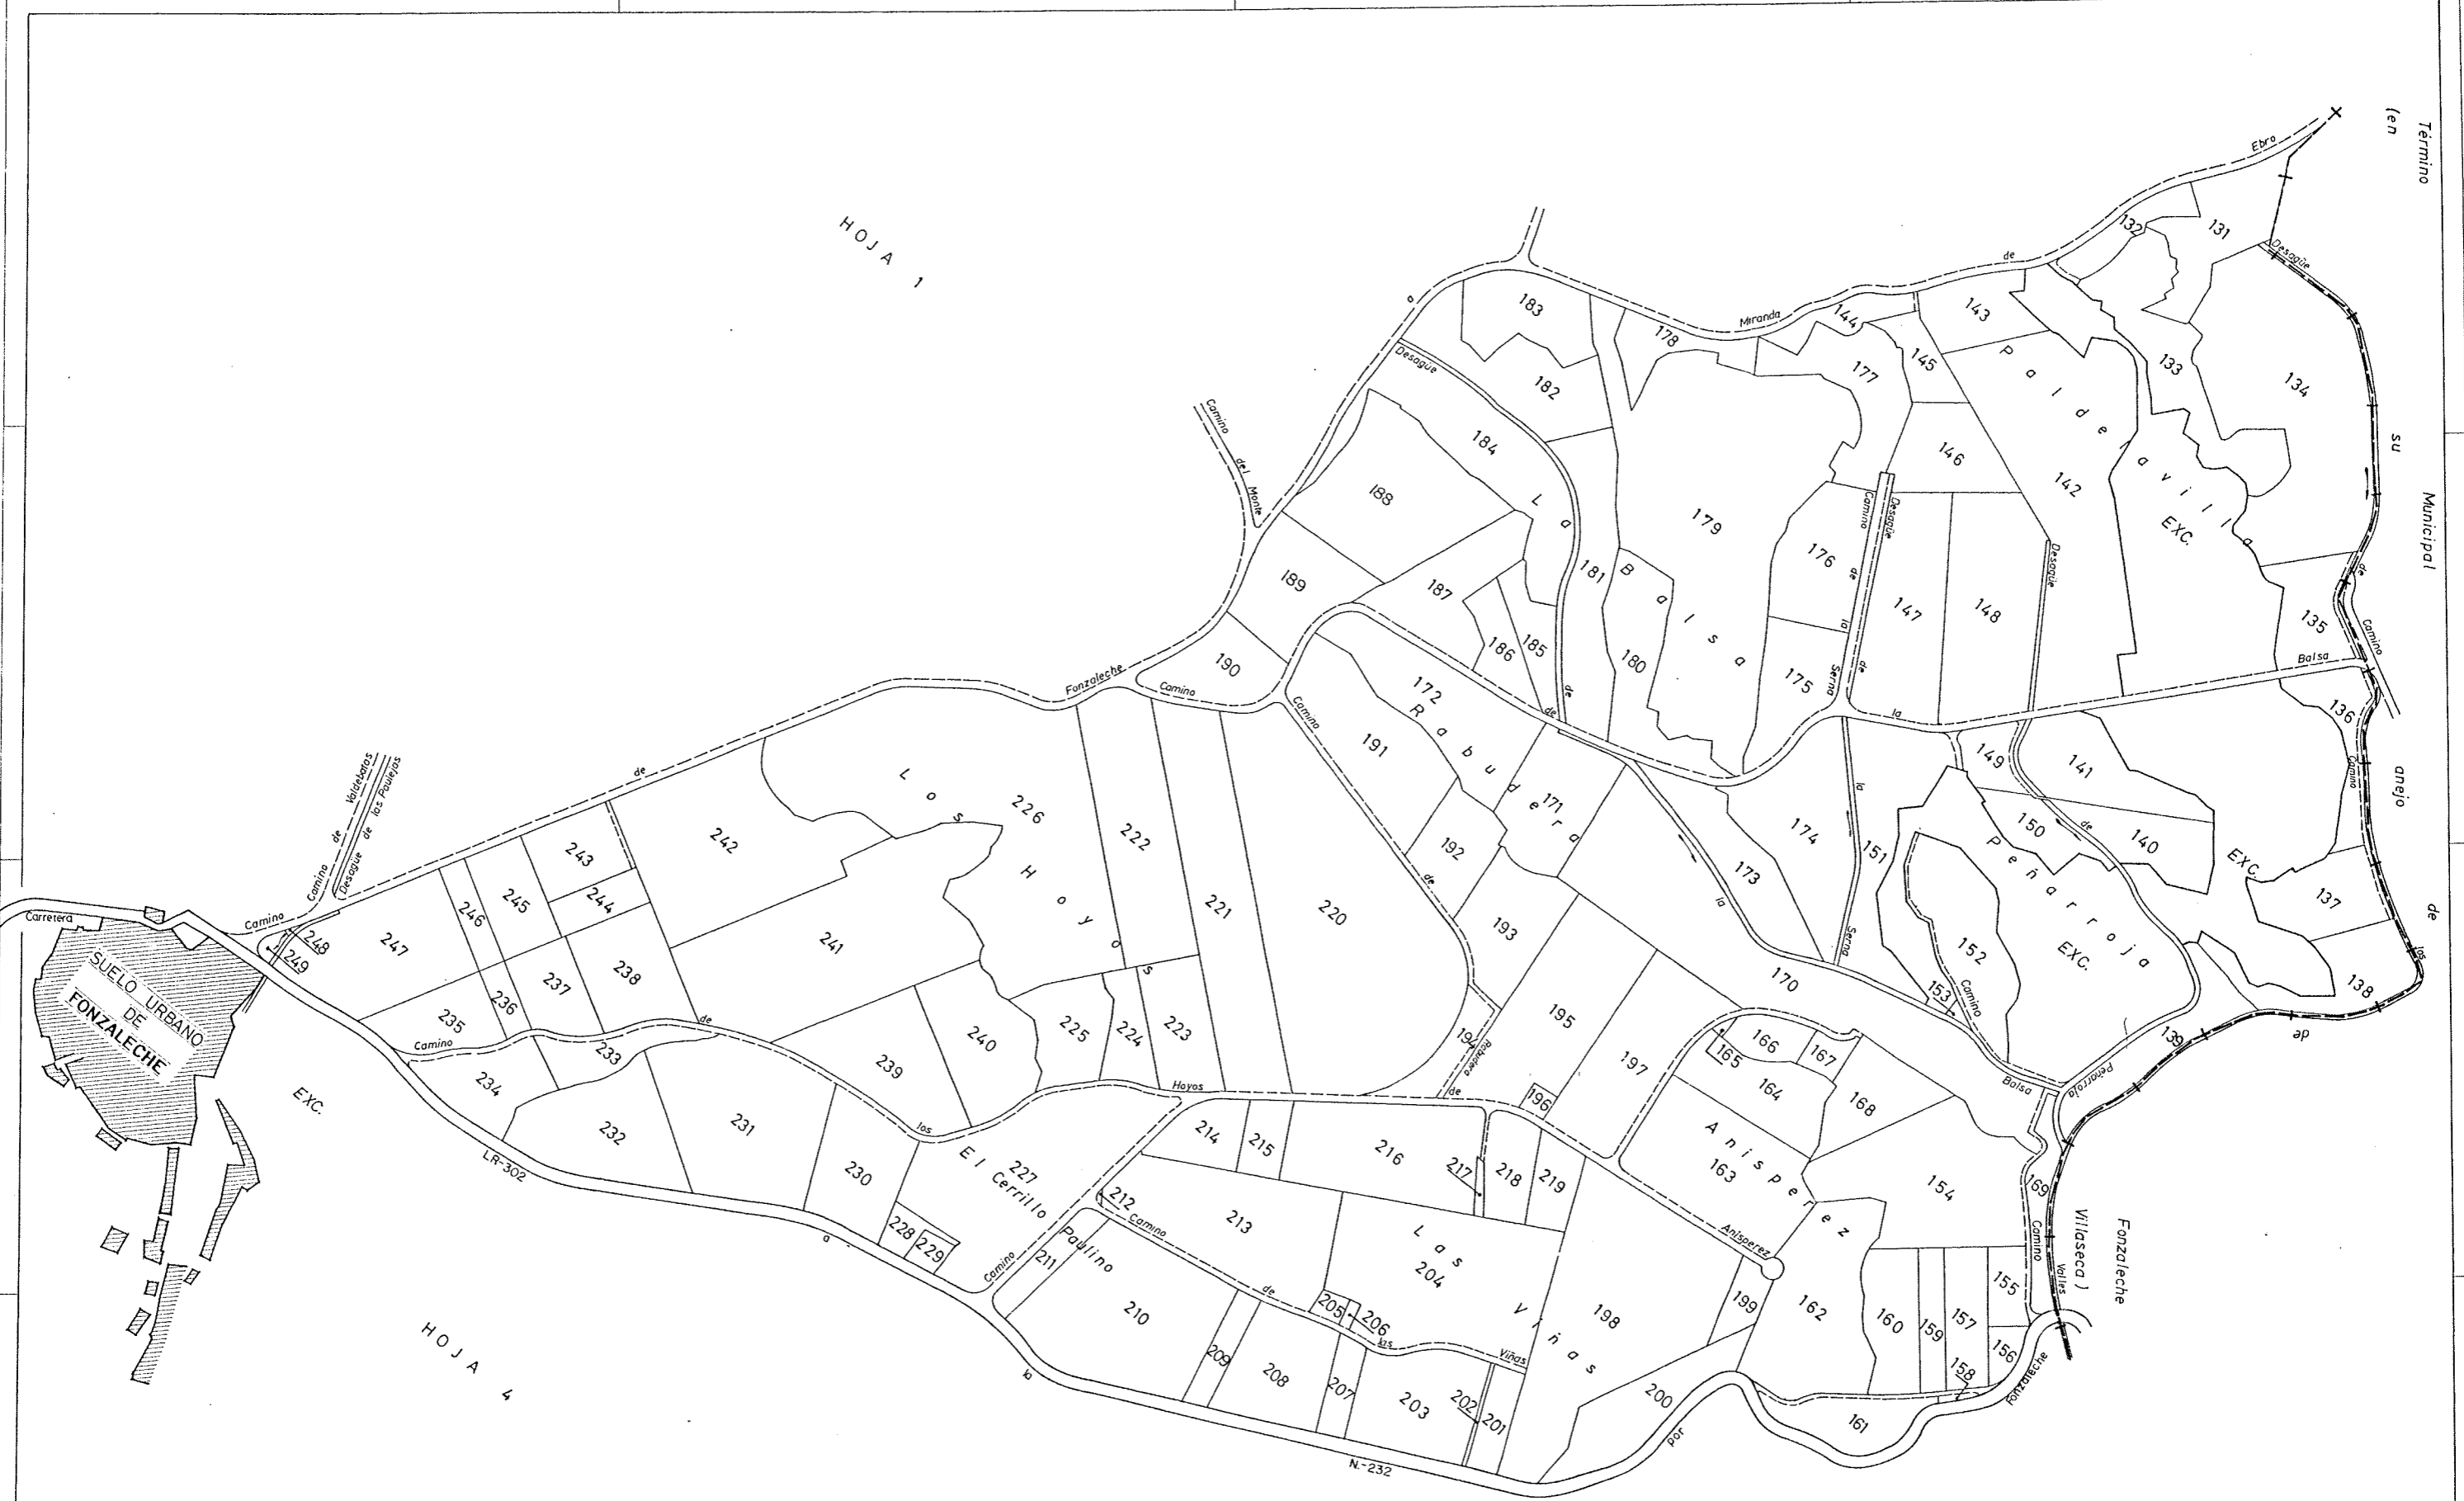 HOJA 1
HOJA 4
Término Municipal de Fonzaleche
(en su anejo de Villaseca)
SUELO URBANO
DE
FONZALECHE
EXC.
Carretera LR-302 a la N.-232 por Fonzaleche
Camino de Fonzaleche a Miranda de Ebro
Camino de Valdebatas
Desagüe de las Paulejas
Camino del Monte
Camino de los Hoyos
Camino de la Balsa
Camino de la Serna
Desagüe de la Serna
Desagüe
Desagüe
Desagüe
Camino de Rabudera
Camino
Camino de Anisperez
Camino de las Viñas
Camino Paulino
Camino
Camino de Peñarroja
Camino de los Valles
Camino
Paldelavilla
EXC.
La Balsa
Rabudera
Peñarroja
EXC.
EXC.
Los Hoyos
El Cerrillo
Las Viñas
Anisperez
131
132
133
134
135
136
137
138
139
140
141
142
143
144
145
146
147
148
149
150
151
152
153
154
155
156
157
158
159
160
161
162
163
164
165
166
167
168
169
170
171
172
173
174
175
176
177
178
179
180
181
182
183
184
185
186
187
188
189
190
191
192
193
194
195
196
197
198
199
200
201
202
203
204
205
206
207
208
209
210
211
212
213
214
215
216
217
218
219
220
221
222
223
224
225
226
227
228
229
230
231
232
233
234
235
236
237
238
239
240
241
242
243
244
245
246
247
248
249